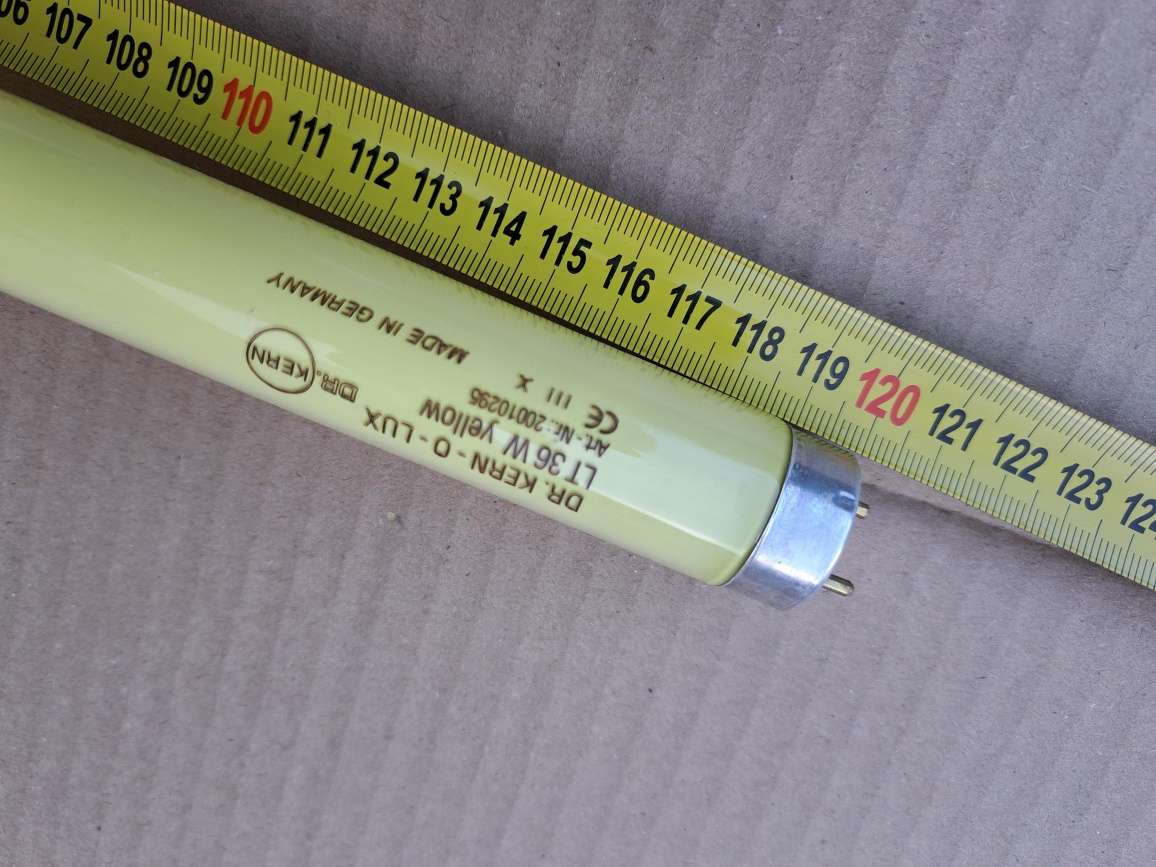 06 107 108 109 110 111 112 113 114 115 116 117 118 119 120 121 122 123 124
DR. KERN - O - LUX
LT 36 W yellow
Art - Nr.: 20010295
CE III X
DR. KERN
MADE IN GERMANY